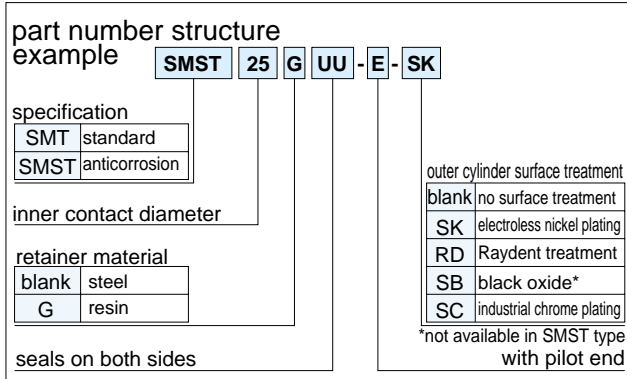 part number structure
example
SMST 25 G UU - E - SK
specification
SMT standard
SMST anticorrosion
inner contact diameter
retainer material
blank steel
G resin
seals on both sides
outer cylinder surface treatment
blank no surface treatment
SK electroless nickel plating
RD Raydent treatment
SB black oxide*
SC industrial chrome plating
*not available in SMST type
with pilot end